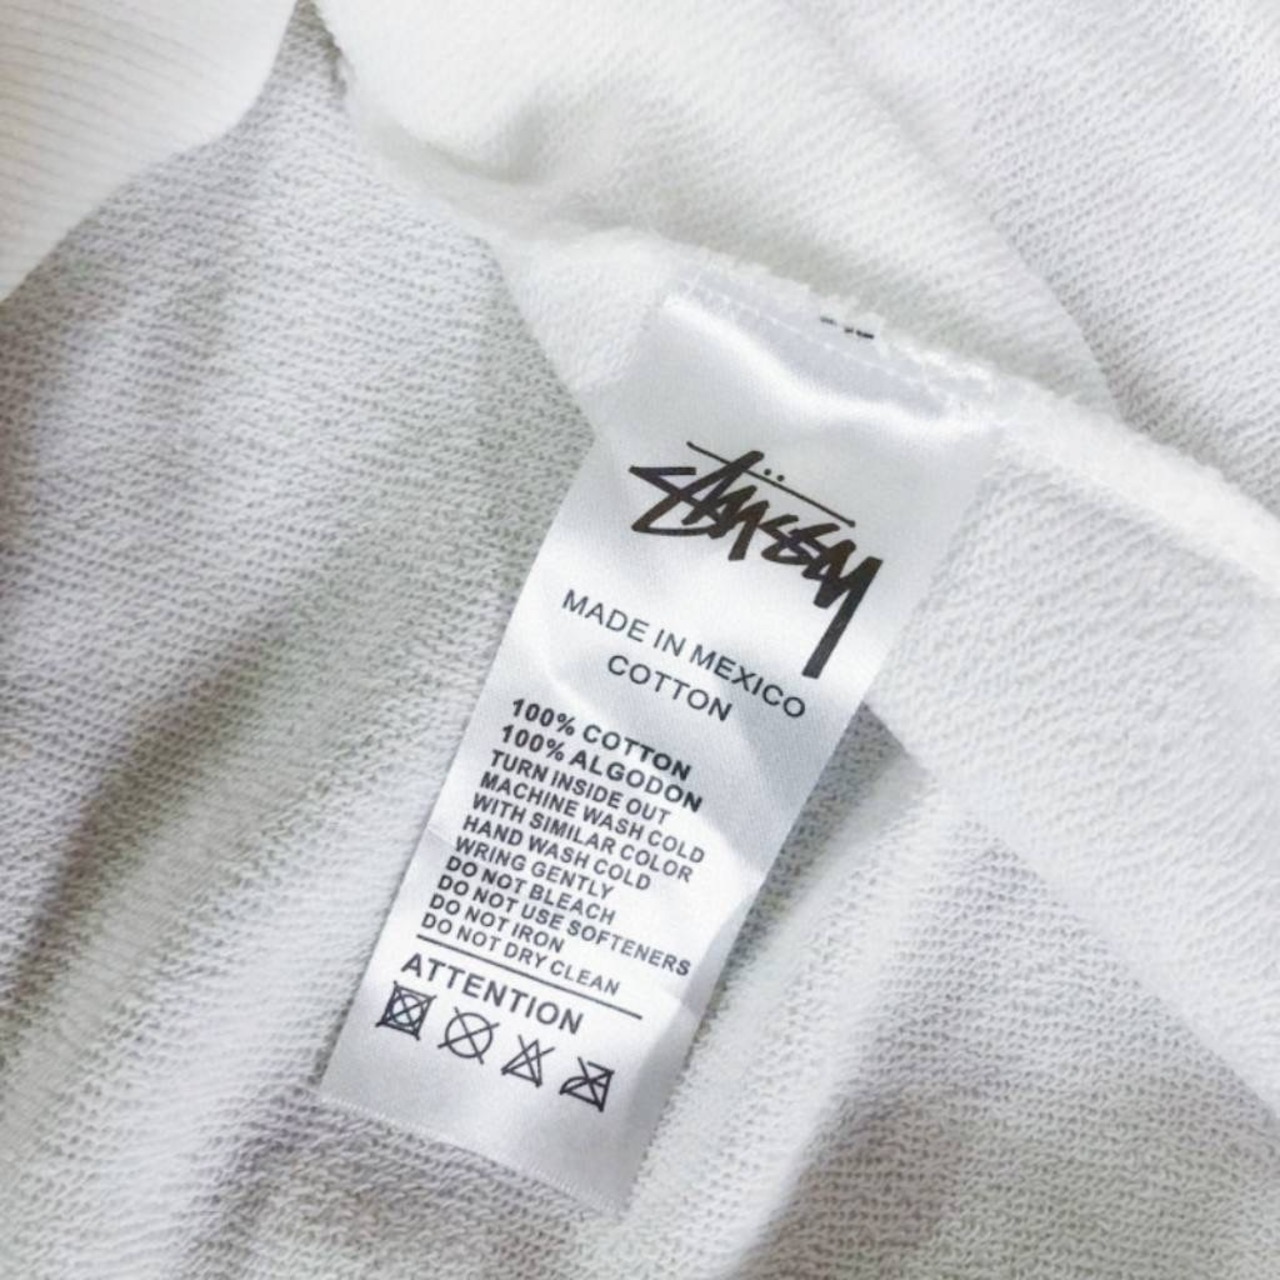 Stüssy
MADE IN MEXICO
COTTON
100% COTTON
100% ALGODON
TURN INSIDE OUT
MACHINE WASH COLD
WITH SIMILAR COLOR
HAND WASH COLD
WRING GENTLY
DO NOT BLEACH
DO NOT USE SOFTENERS
DO NOT IRON
DO NOT DRY CLEAN
ATTENTION